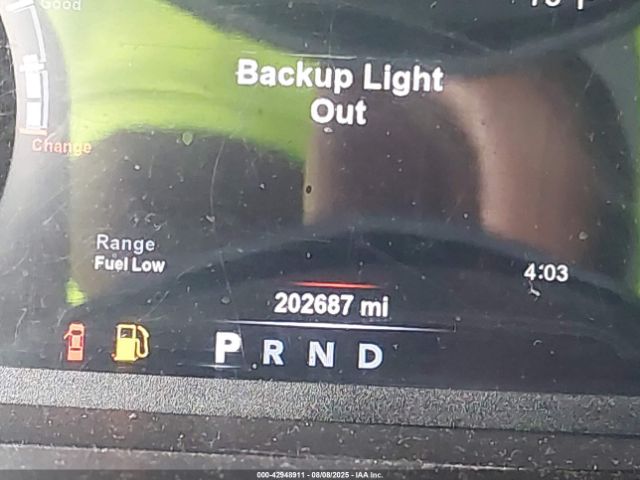 Good
Backup Light
Out
Change
Range
Fuel Low
4:03
202687 mi
P R N D
000-42948911 - 08/08/2025 - IAA Inc.